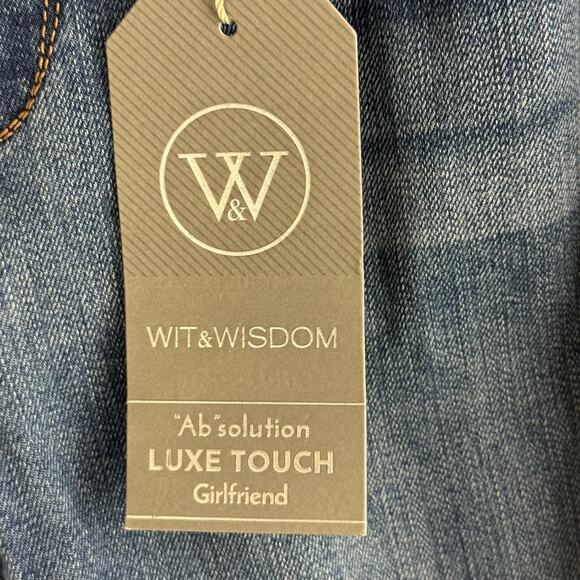 W&W
WIT&WISDOM
"Ab"solution
LUXE TOUCH
Girlfriend